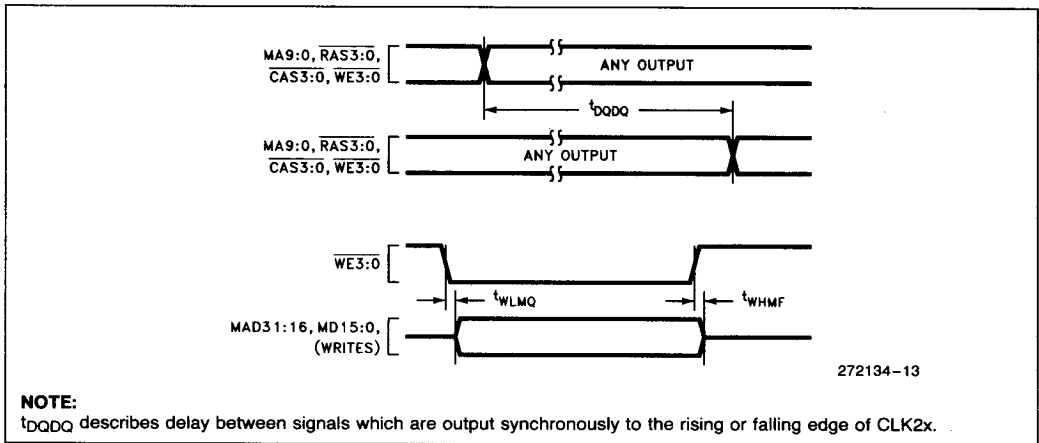 MA9:0, RAS3:0,
CAS3:0, WE3:0
ANY OUTPUT
tDQDQ
MA9:0, RAS3:0,
CAS3:0, WE3:0
ANY OUTPUT
WE3:0
tWLMQ
tWHMF
MAD31:16, MD15:0,
(WRITES)
272134–13
NOTE:
tDQDQ describes delay between signals which are output synchronously to the rising or falling edge of CLK2x.